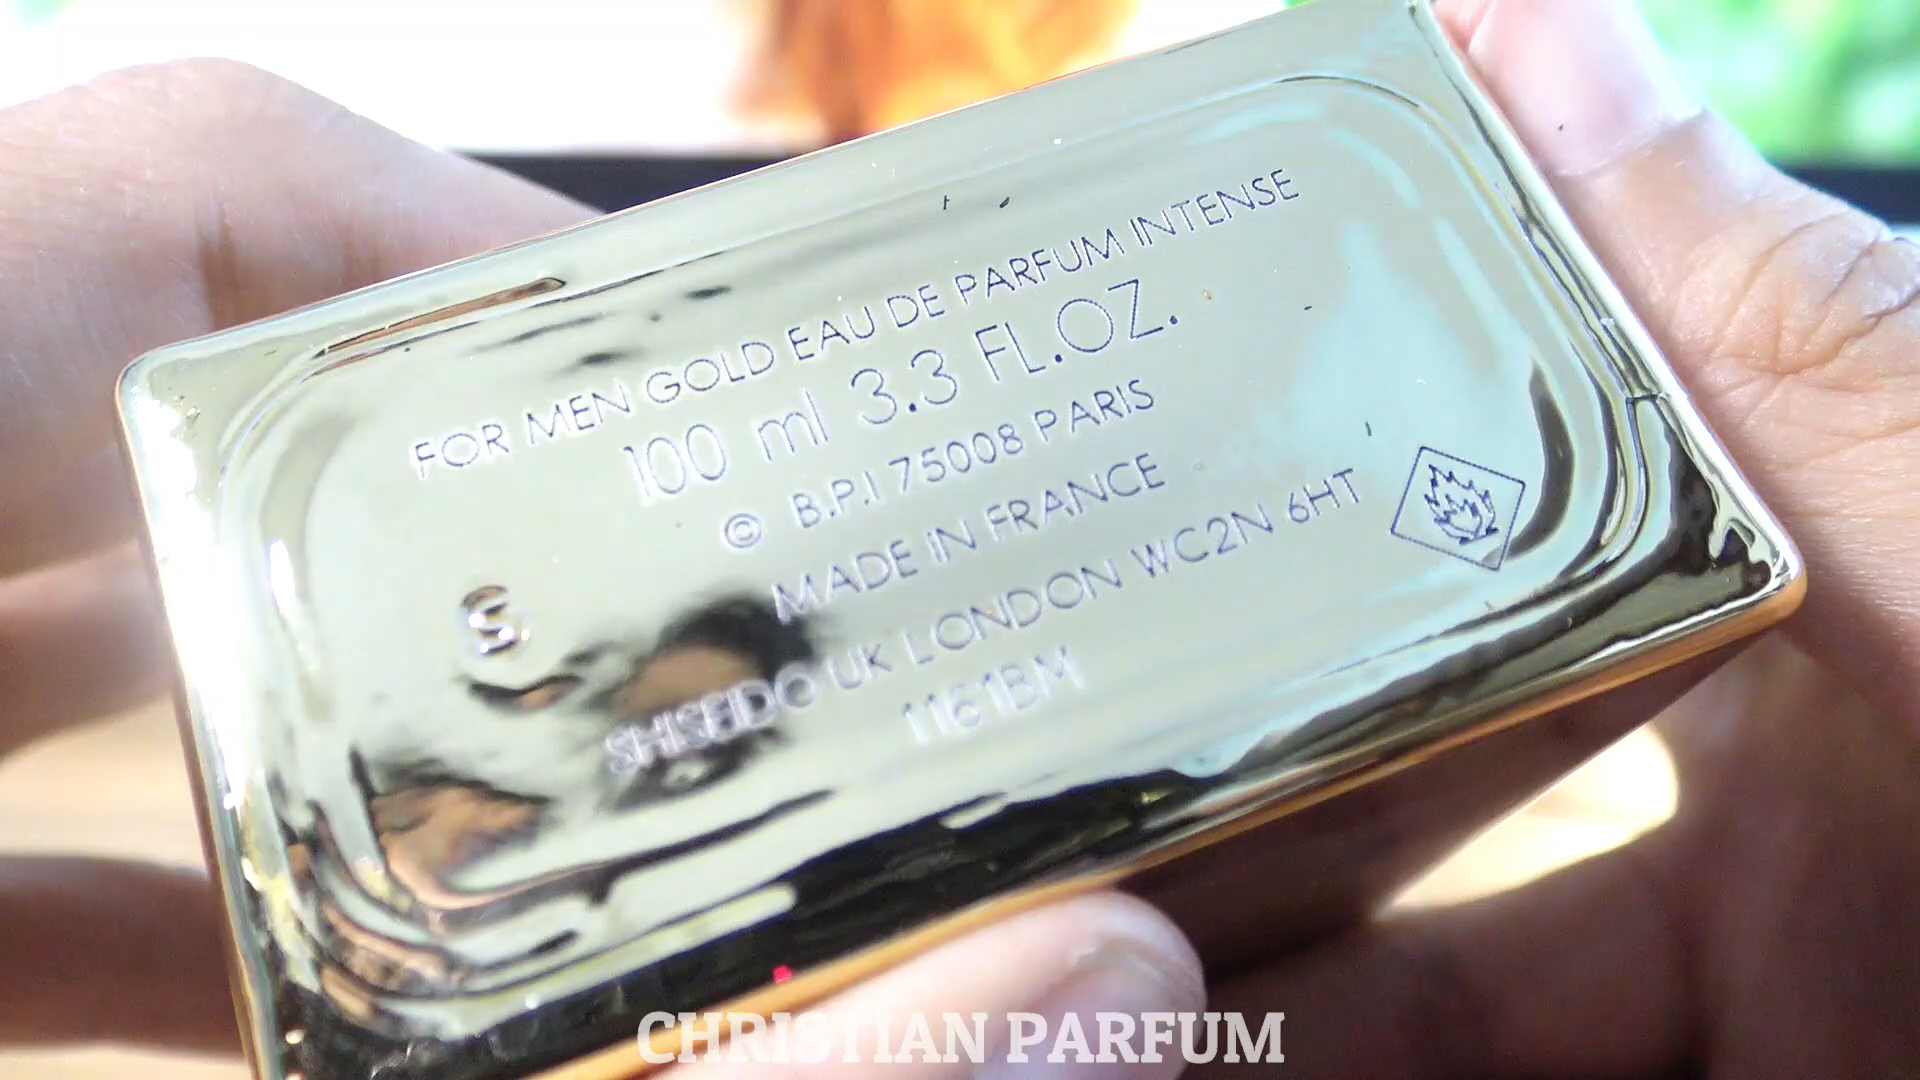 FOR MEN GOLD EAU DE PARFUM INTENSE
100 ml 3.3 FL.OZ.
© B.P.I 75008 PARIS
MADE IN FRANCE
S
SHISEIDO UK LONDON WC2N 6HT
1161BM
CHRISTIAN PARFUM